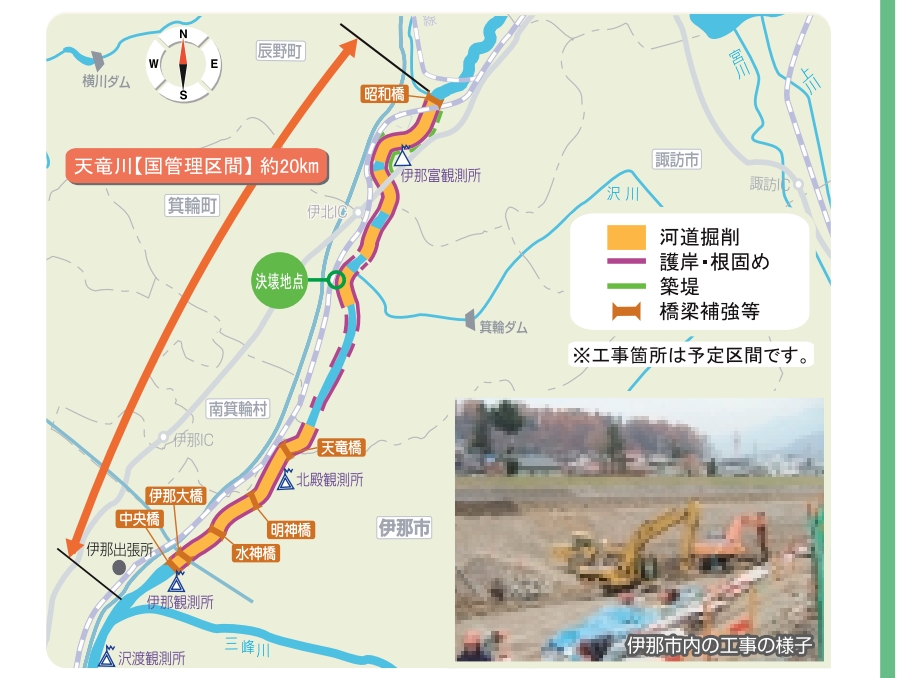 N
W
E
S
辰野町
横川ダム
昭和橋
宮川
上川
天竜川【国管理区間】約20km
伊那富観測所
諏訪市
諏訪IC
箕輪町
伊北IC
沢川
河道掘削
護岸・根固め
築堤
橋梁補強等
決壊地点
箕輪ダム
※工事箇所は予定区間です。
南箕輪村
伊那IC
天竜橋
北殿観測所
伊那大橋
中央橋
明神橋
伊那市
水神橋
伊那出張所
伊那観測所
三峰川
沢渡観測所
伊那市内の工事の様子